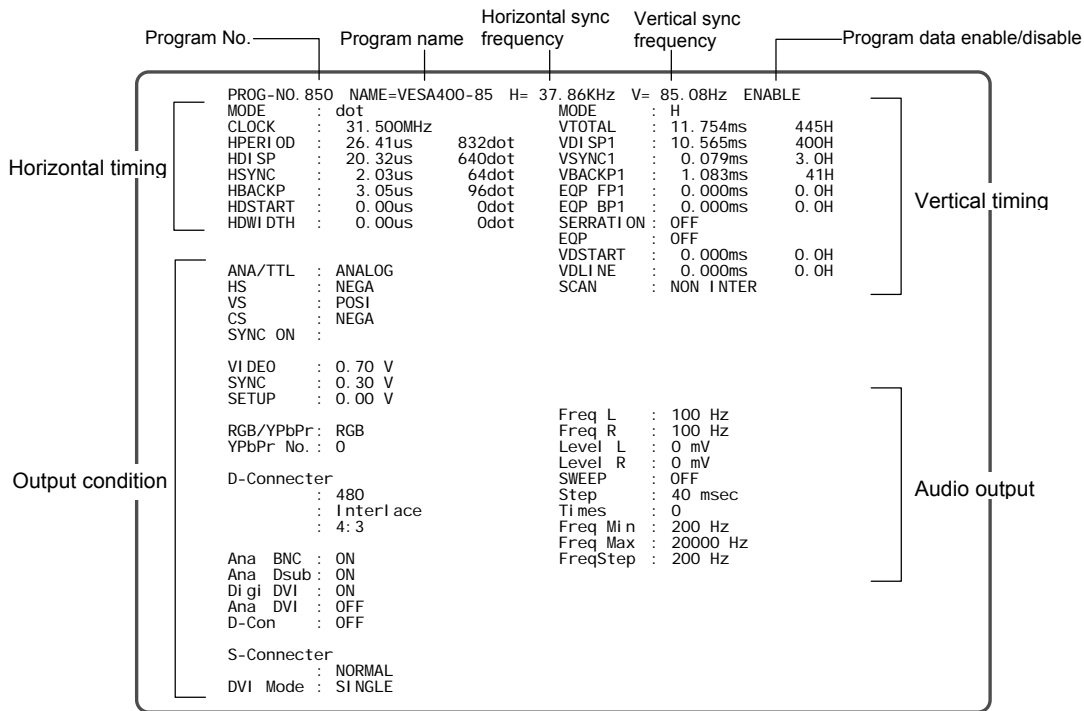 Horizontal sync frequency
Vertical sync frequency
Program No.
Program name
Program data enable/disable
PROG-NO.850 NAME=VESA400-85 H= 37.86KHz V= 85.08Hz ENABLE
MODE : dot MODE : H
CLOCK : 31.500MHz VTOTAL : 11.754ms 445H
HPERIOD : 26.41us 832dot VDISP1 : 10.565ms 400H
HDISP : 20.32us 640dot VSYNC1 : 0.079ms 3.0H
HSYNC : 2.03us 64dot VBACKP1 : 1.083ms 41H
HBACKP : 3.05us 96dot EQP FP1 : 0.000ms 0.0H
HDSTART : 0.00us 0dot EQP BP1 : 0.000ms 0.0H
HDWIDTH : 0.00us 0dot SERRATION : OFF
EQP : OFF
VDSTART : 0.000ms 0.0H
ANA/TTL : ANALOG VDLINE : 0.000ms 0.0H
HS : NEGA SCAN : NON INTER
VS : POSI
CS : NEGA
SYNC ON :
VIDEO : 0.70 V
SYNC : 0.30 V
SETUP : 0.00 V
Freq L : 100 Hz
RGB/YPbPr: RGB Freq R : 100 Hz
YPbPr No.: 0 Level L : 0 mV
Level R : 0 mV
D-Connecter SWEEP : OFF
: 480 Step : 40 msec
: Interlace Times : 0
: 4:3 Freq Min : 200 Hz
Freq Max : 20000 Hz
Ana BNC : ON FreqStep : 200 Hz
Ana Dsub: ON
Digi DVI : ON
Ana DVI : OFF
D-Con : OFF
S-Connecter
: NORMAL
DVI Mode : SINGLE
Horizontal timing
Vertical timing
Output condition
Audio output